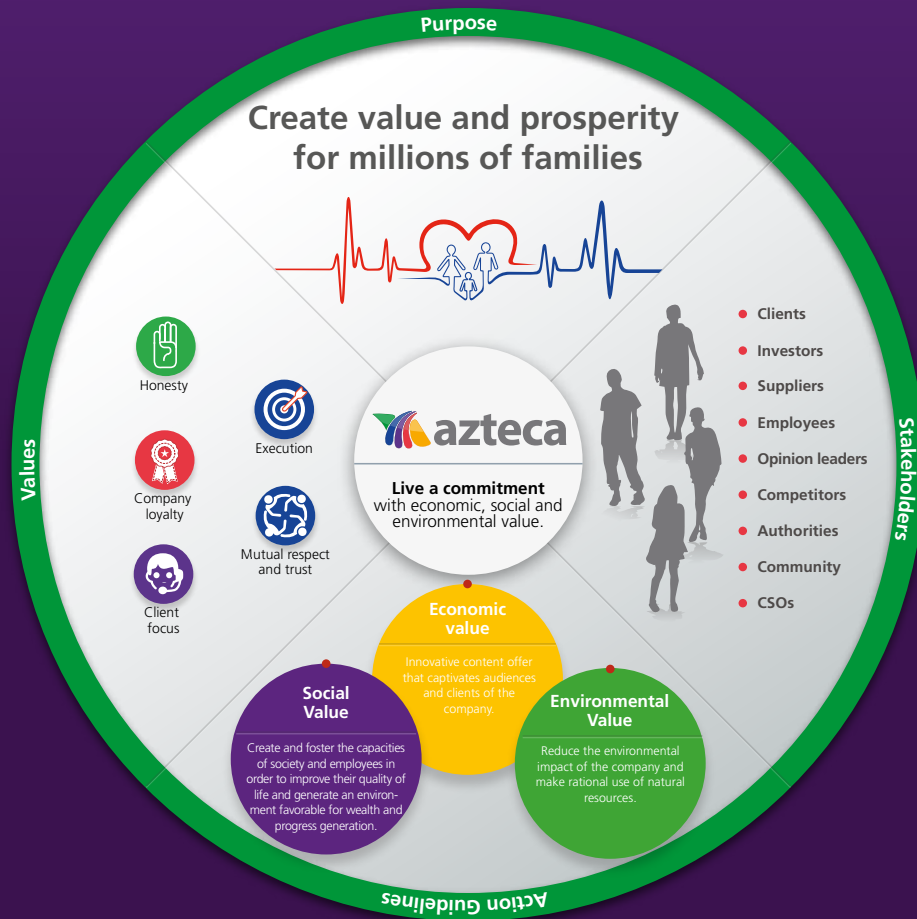 Purpose
Create value and prosperity
for millions of families
Values
Honesty
Execution
Company
loyalty
Mutual respect
and trust
Client
focus
azteca
Live a commitment
with economic, social and
environmental value.
Stakeholders
Clients
Investors
Suppliers
Employees
Opinion leaders
Competitors
Authorities
Community
CSOs
Economic
value
Innovative content offer
that captivates audiences
and clients of the
company.
Social
Value
Create and foster the capacities
of society and employees in
order to improve their quality of
life and generate an environ-
ment favorable for wealth and
progress generation.
Environmental
Value
Reduce the environmental
impact of the company and
make rational use of natural
resources.
Action Guidelines